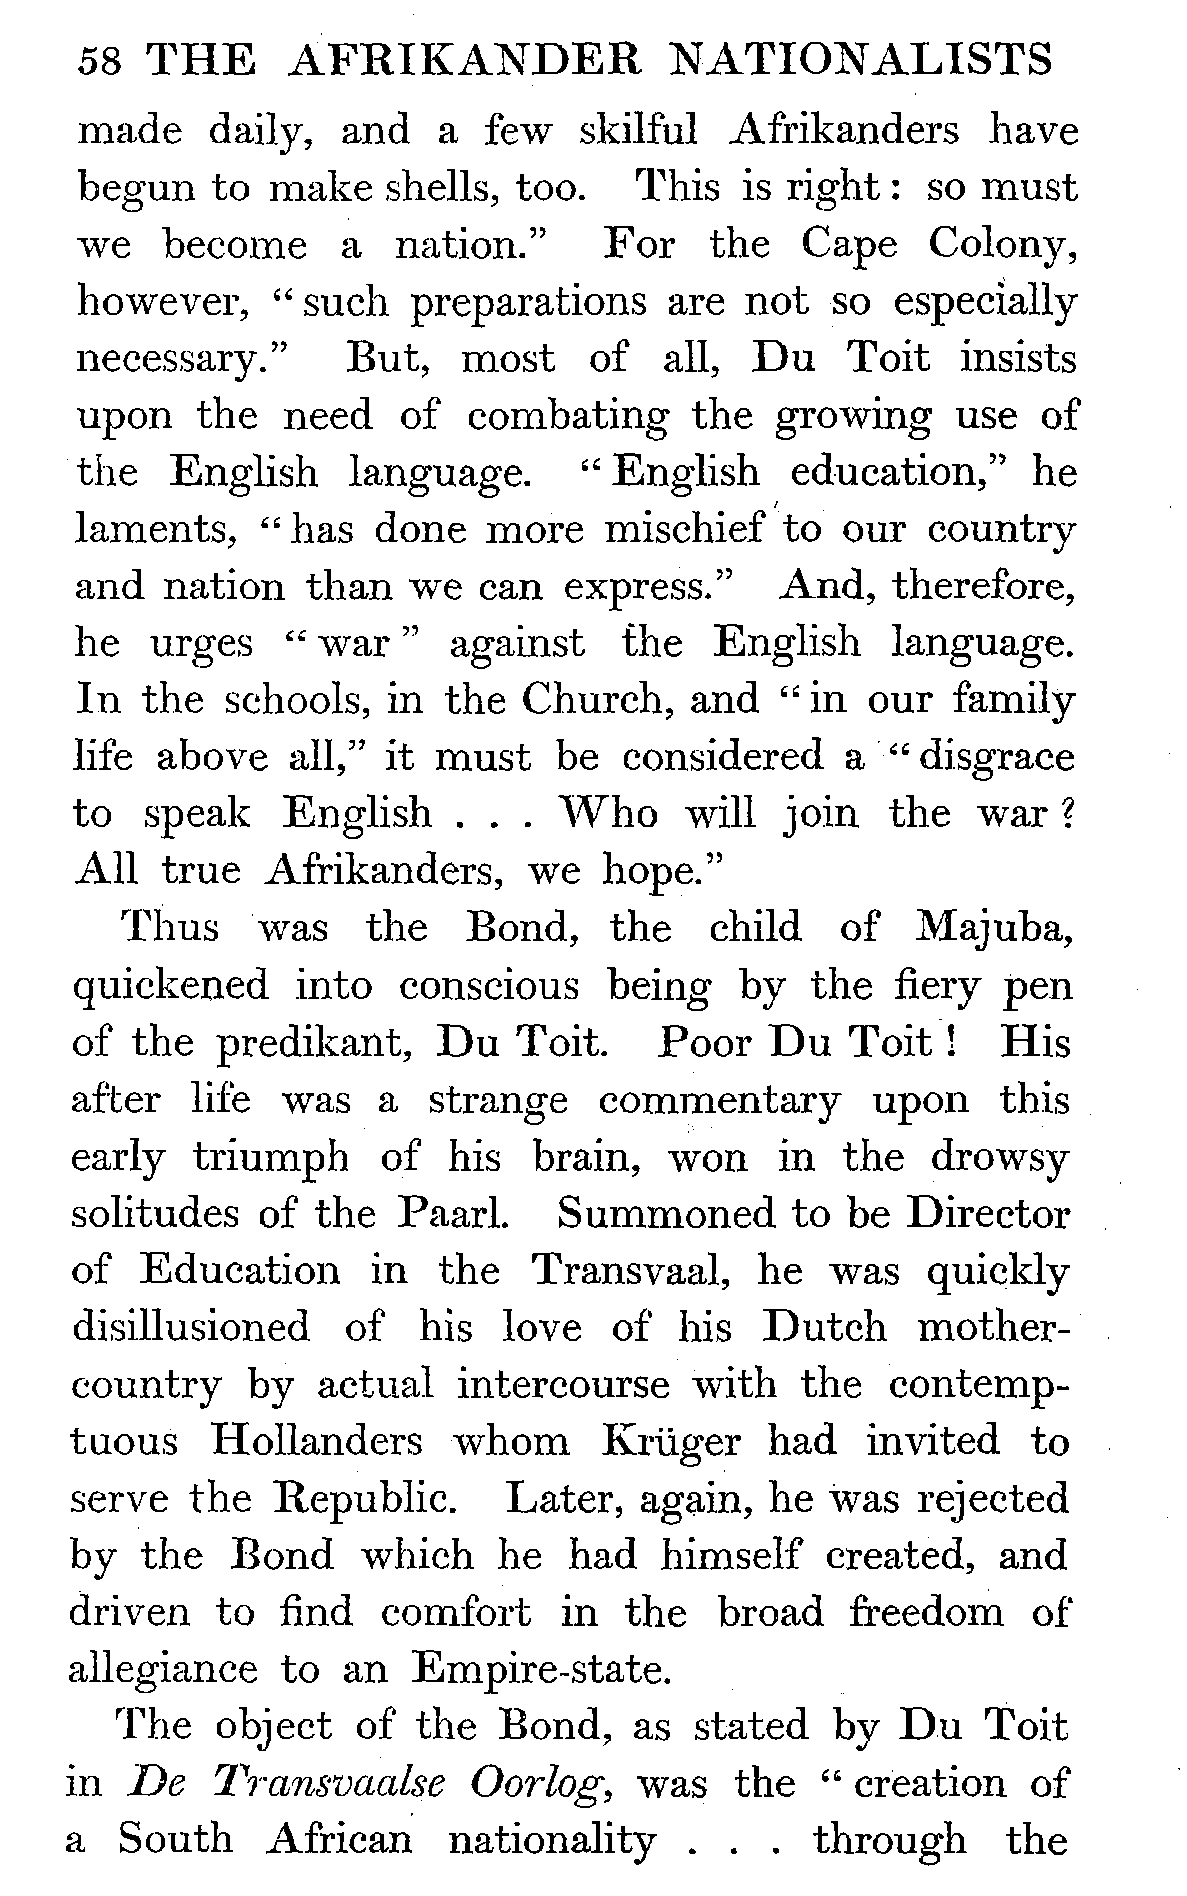 58 THE AFRIKANDER NATIONALISTS
made daily, and a few skilful Afrikanders have
begun to make shells, too. This is right : so must
we become a nation.” For the Cape Colony,
however, “ such preparations are not so especially
necessary.” But, most of all, Du Toit insists
upon the need of combating the growing use of
the English language. “ English education,” he
laments, “ has done more mischief to our country
and nation than we can express.” And, therefore,
he urges “ war ” against the English language.
In the schools, in the Church, and “ in our family
life above all,” it must be considered a “ disgrace
to speak English . . . Who will join the war ?
All true Afrikanders, we hope.”
Thus was the Bond, the child of Majuba,
quickened into conscious being by the fiery pen
of the predikant, Du Toit. Poor Du Toit ! His
after life was a strange commentary upon this
early triumph of his brain, won in the drowsy
solitudes of the Paarl. Summoned to be Director
of Education in the Transvaal, he was quickly
disillusioned of his love of his Dutch mother-
country by actual intercourse with the contemp-
tuous Hollanders whom Krüger had invited to
serve the Republic. Later, again, he was rejected
by the Bond which he had himself created, and
driven to find comfort in the broad freedom of
allegiance to an Empire-state.
The object of the Bond, as stated by Du Toit
in De Transvaalse Oorlog, was the “ creation of
a South African nationality . . . through the